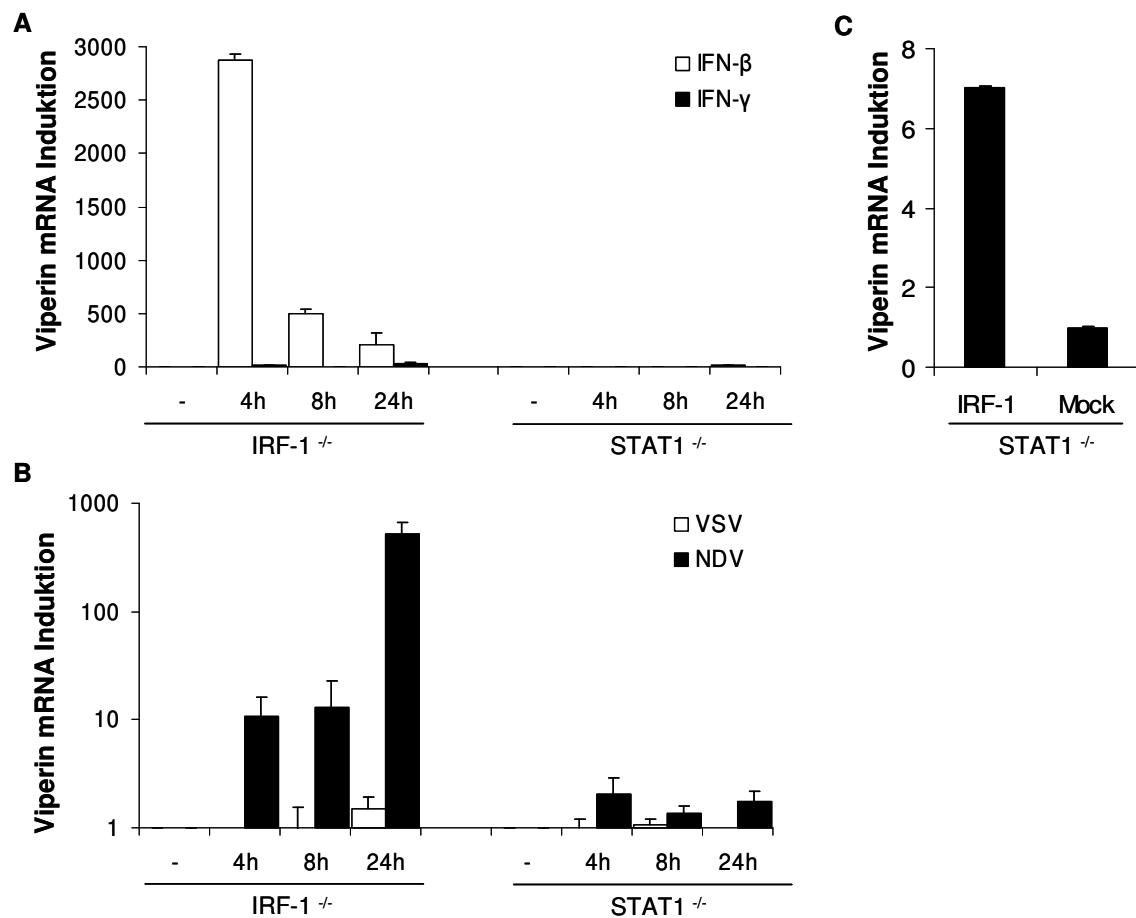 A
Viperin mRNA Induktion
3000
2500
2000
1500
1000
500
0
IFN-β
IFN-γ
- 4h 8h 24h - 4h 8h 24h
IRF-1 -/- STAT1 -/-
C
Viperin mRNA Induktion
8
6
4
2
0
IRF-1 Mock
STAT1 -/-
B
Viperin mRNA Induktion
1000
100
10
1
VSV
NDV
- 4h 8h 24h - 4h 8h 24h
IRF-1 -/- STAT1 -/-